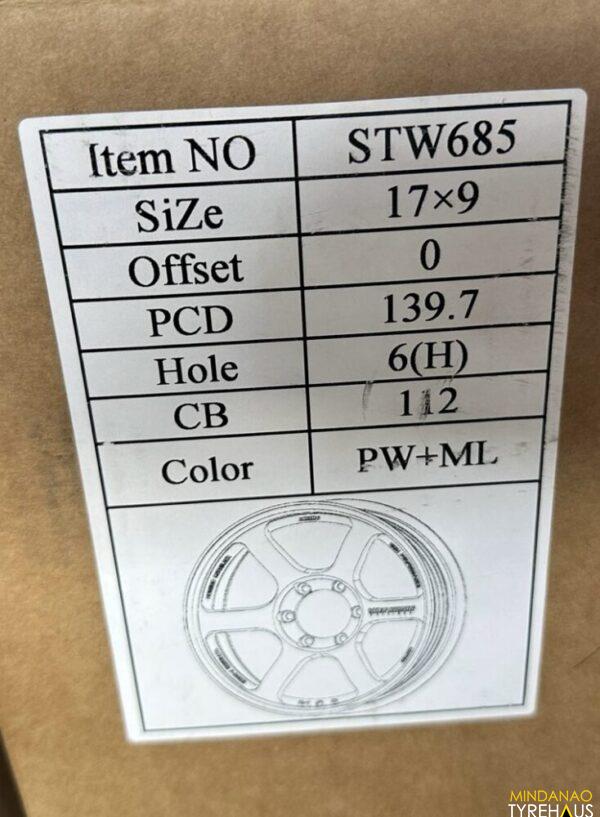 Item NO STW685
SiZe 17×9
Offset 0
PCD 139.7
Hole 6(H)
CB 112
Color PW+ML
MINDANAO
TYREHAUS